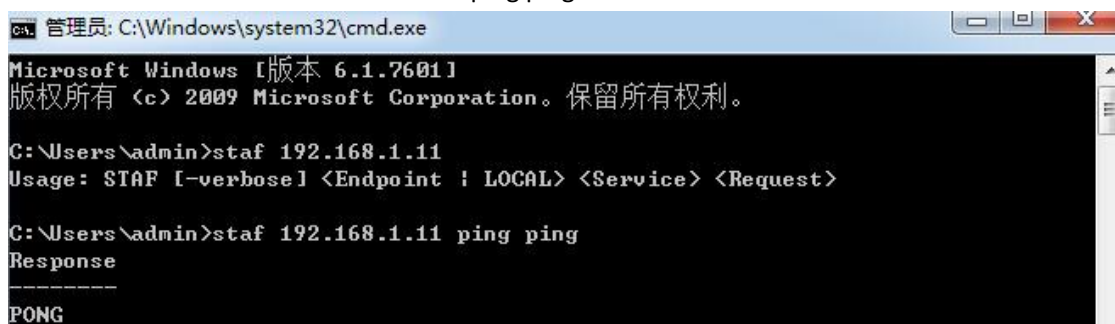 ping ping
管理员: C:\Windows\system32\cmd.exe
Microsoft Windows [版本 6.1.7601]
版权所有 (c) 2009 Microsoft Corporation。保留所有权利。
C:\Users\admin>staf 192.168.1.11
Usage: STAF [-verbose] <Endpoint | LOCAL> <Service> <Request>
C:\Users\admin>staf 192.168.1.11 ping ping
Response
--------
PONG